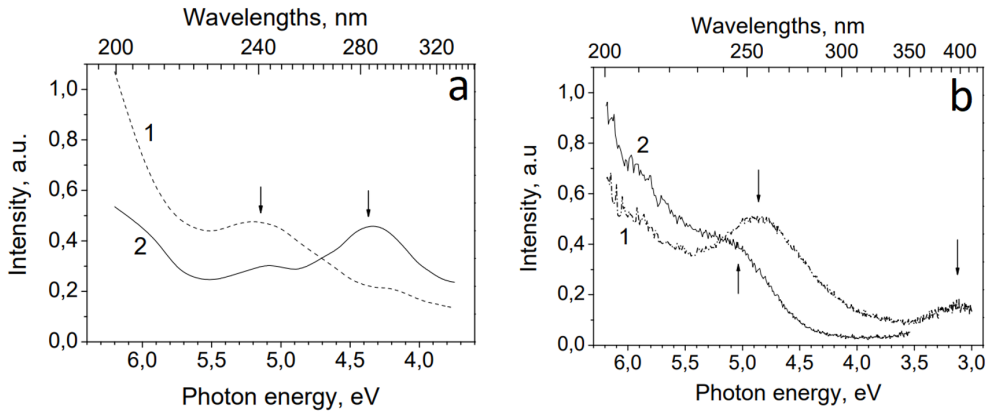 Wavelengths, nm
200 240 280 320
a
1,0
0,8
0,6
0,4
0,2
0,0
Intensity, a.u.
1
2
6,0 5,5 5,0 4,5 4,0
Photon energy, eV
Wavelengths, nm
200 250 300 350 400
b
1,0
0,8
0,6
0,4
0,2
0,0
Intensity, a.u
2
1
6,0 5,5 5,0 4,5 4,0 3,5 3,0
Photon energy, eV